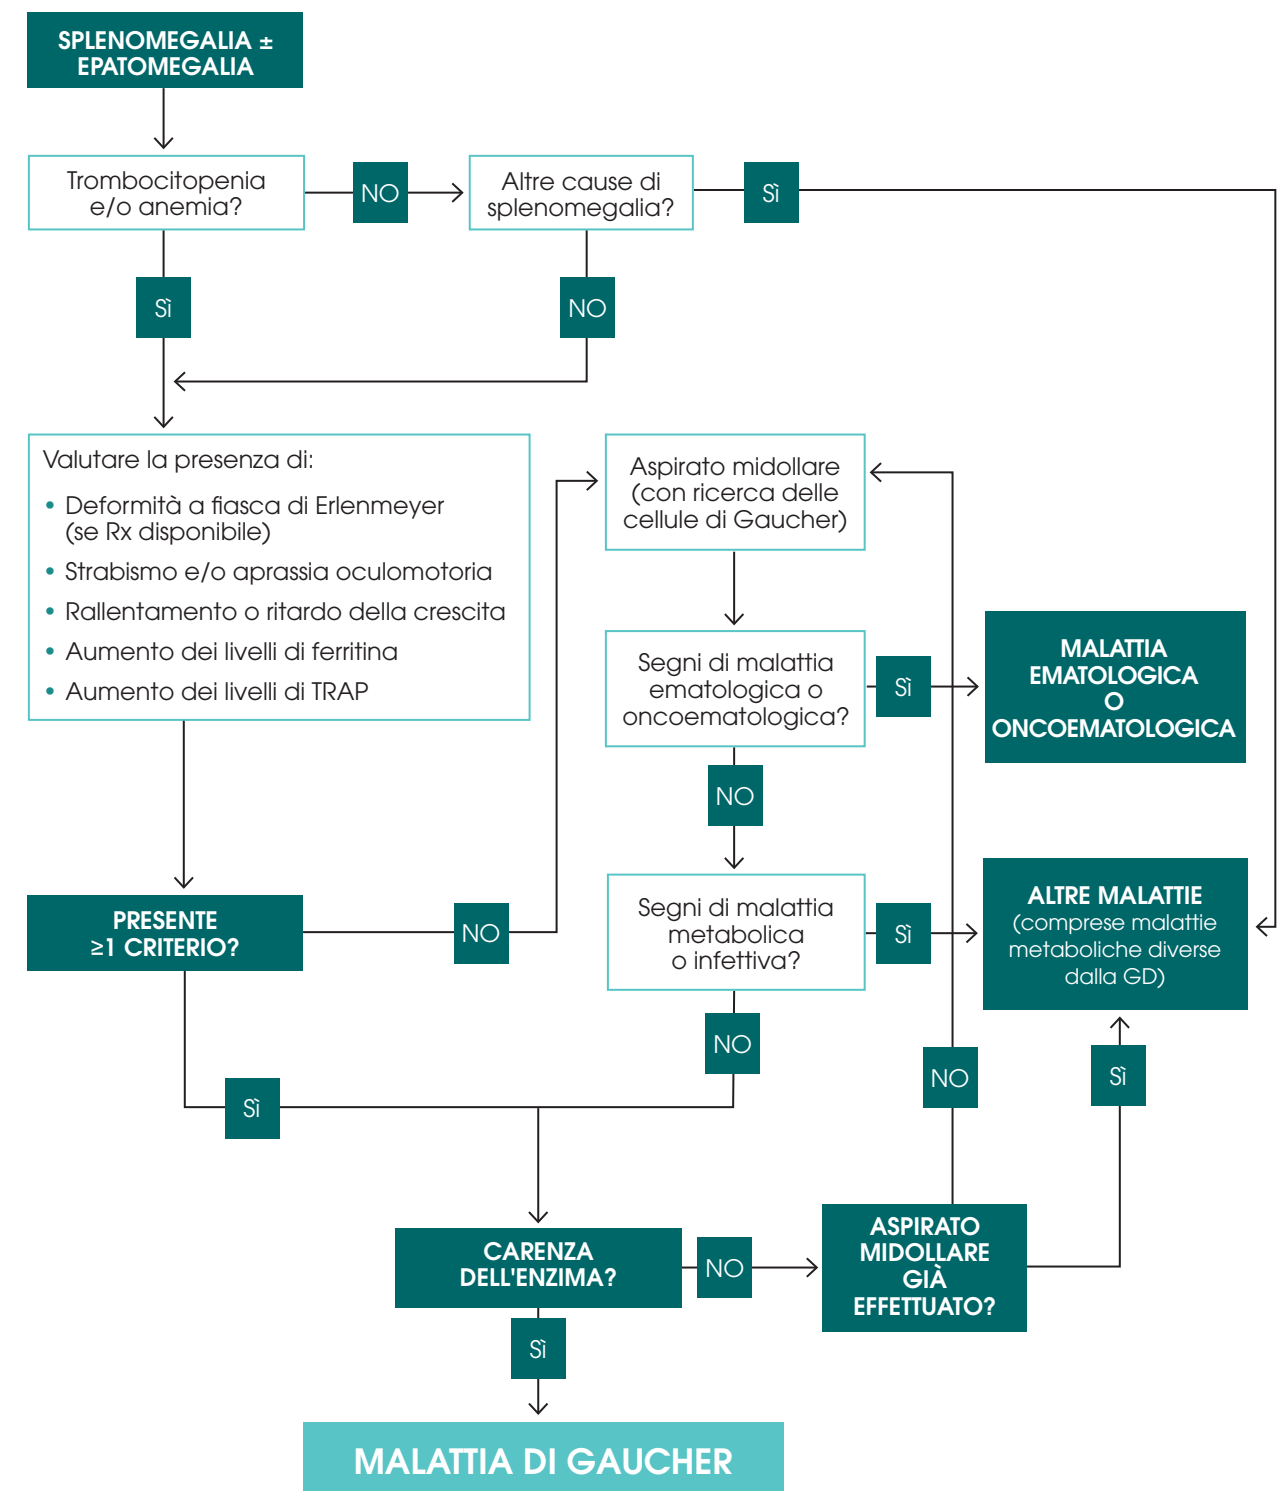 SPLENOMEGALIA ±
EPATOMEGALIA
Trombocitopenia
e/o anemia?
NO
Altre cause di
splenomegalia?
Sì
Sì
NO
Valutare la presenza di:
• Deformità a fiasca di Erlenmeyer
(se Rx disponibile)
• Strabismo e/o aprassia oculomotoria
• Rallentamento o ritardo della crescita
• Aumento dei livelli di ferritina
• Aumento dei livelli di TRAP
Aspirato midollare
(con ricerca delle
cellule di Gaucher)
Segni di malattia
ematologica o
oncoematologica?
Sì
MALATTIA
EMATOLOGICA
O
ONCOEMATOLOGICA
NO
PRESENTE
≥1 CRITERIO?
NO
Segni di malattia
metabolica
o infettiva?
Sì
ALTRE MALATTIE
(comprese malattie
metaboliche diverse
dalla GD)
NO
NO
Sì
Sì
CARENZA
DELL'ENZIMA?
NO
ASPIRATO
MIDOLLARE
GIÀ
EFFETTUATO?
Sì
MALATTIA DI GAUCHER